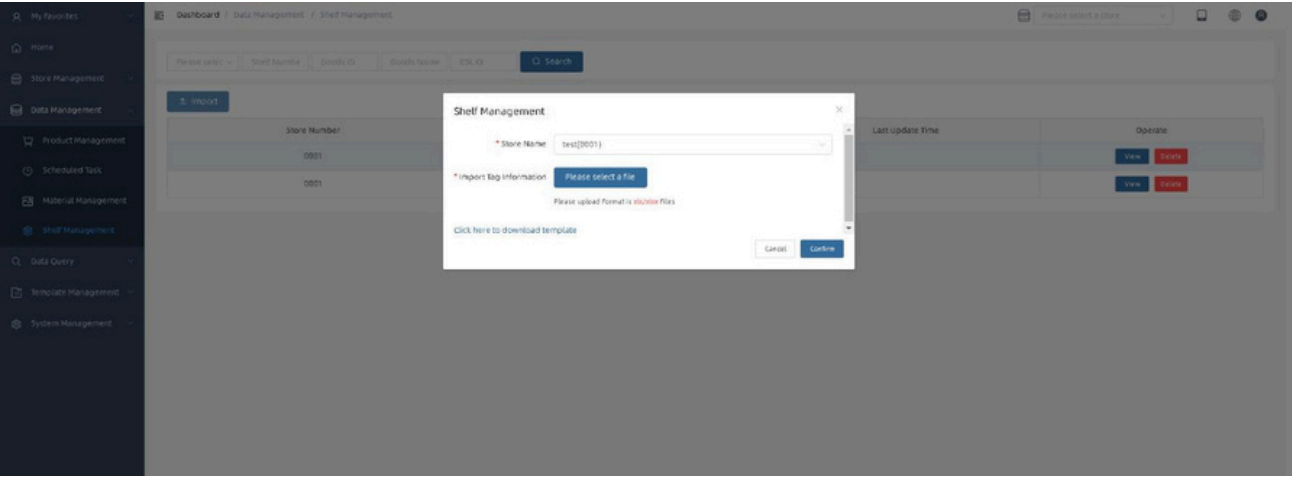 My Favorites
Dashboard / Data Management / Shelf Management
Please select a store
Home
Store Management
Data Management
Product Management
Scheduled Task
Material Management
Shelf Management
Data Query
Template Management
System Management
Please select
Shelf Number
Goods ID
Goods Name
ESL ID
Search
Import
Store Number
Last Update Time
Operate
0001
View
Delete
0001
View
Delete
Shelf Management
* Store Name
test(0001)
* Import Tag Information
Please select a file
Please upload Format is xls/xlsx Files
Click here to download template
Cancel
Confirm